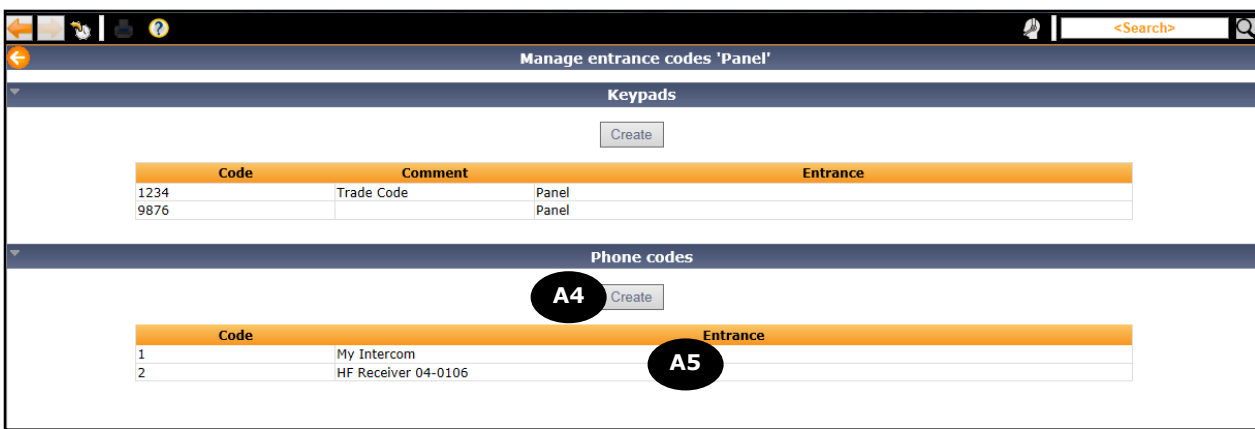 <Search>
Manage entrance codes 'Panel'
Keypads
Create
Code Comment Entrance
1234 Trade Code Panel
9876 Panel
Phone codes
A4 Create
Code Entrance
1 My Intercom
A5
2 HF Receiver 04-0106